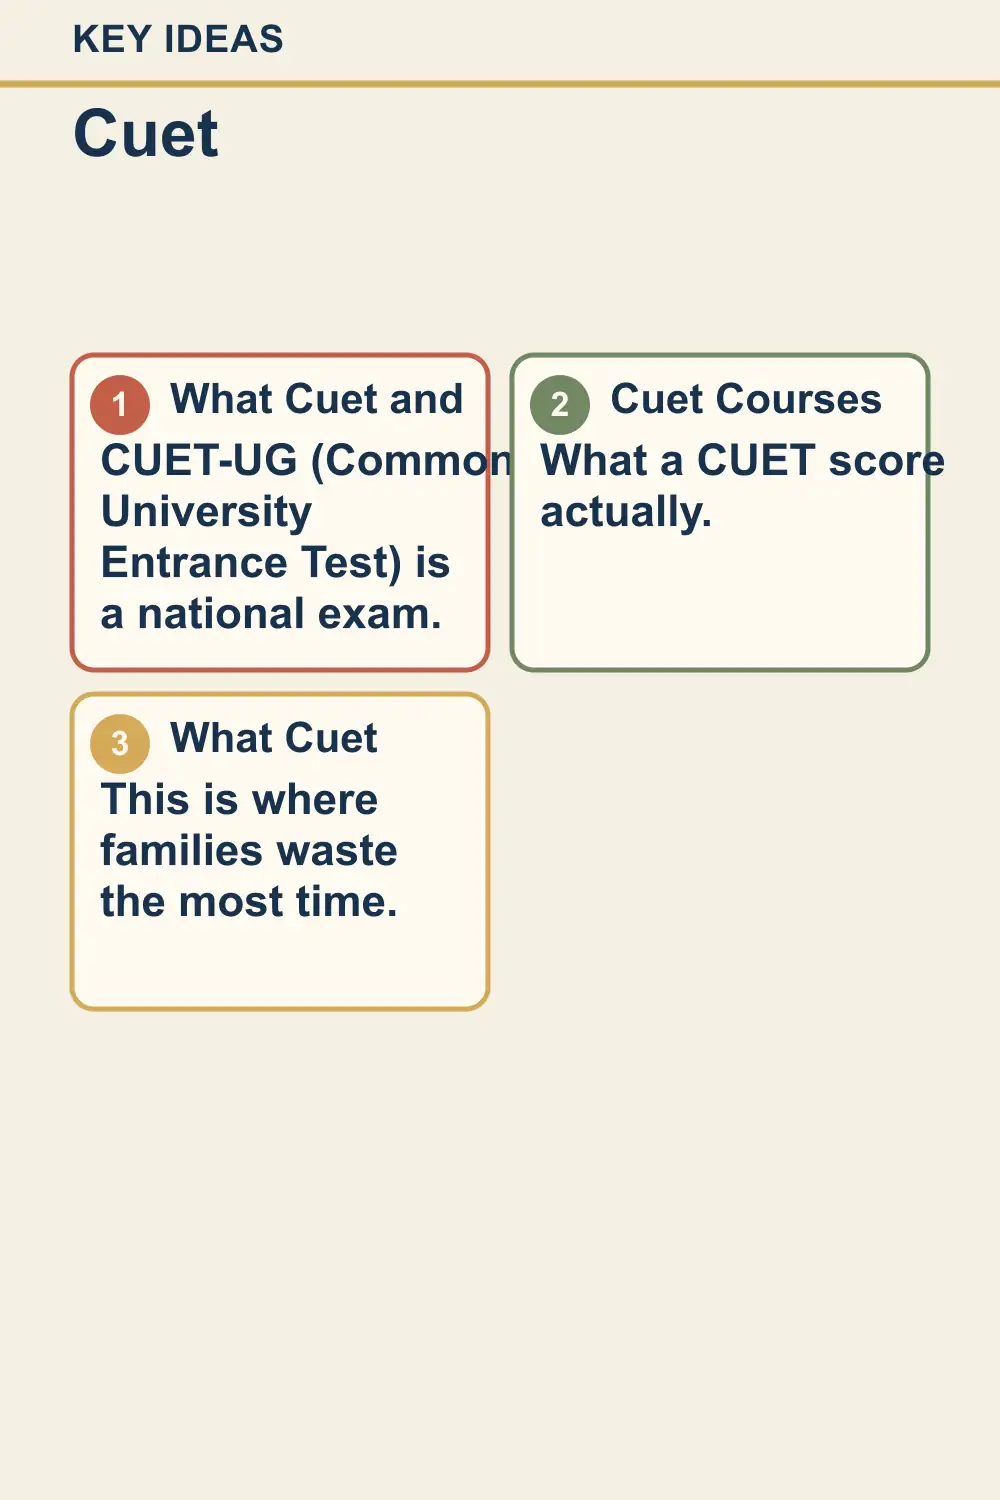 KEY IDEAS
Cuet
1 What Cuet and
CUET-UG (Common
University
Entrance Test) is
a national exam.
2 Cuet Courses
What a CUET score
actually.
3 What Cuet
This is where
families waste
the most time.